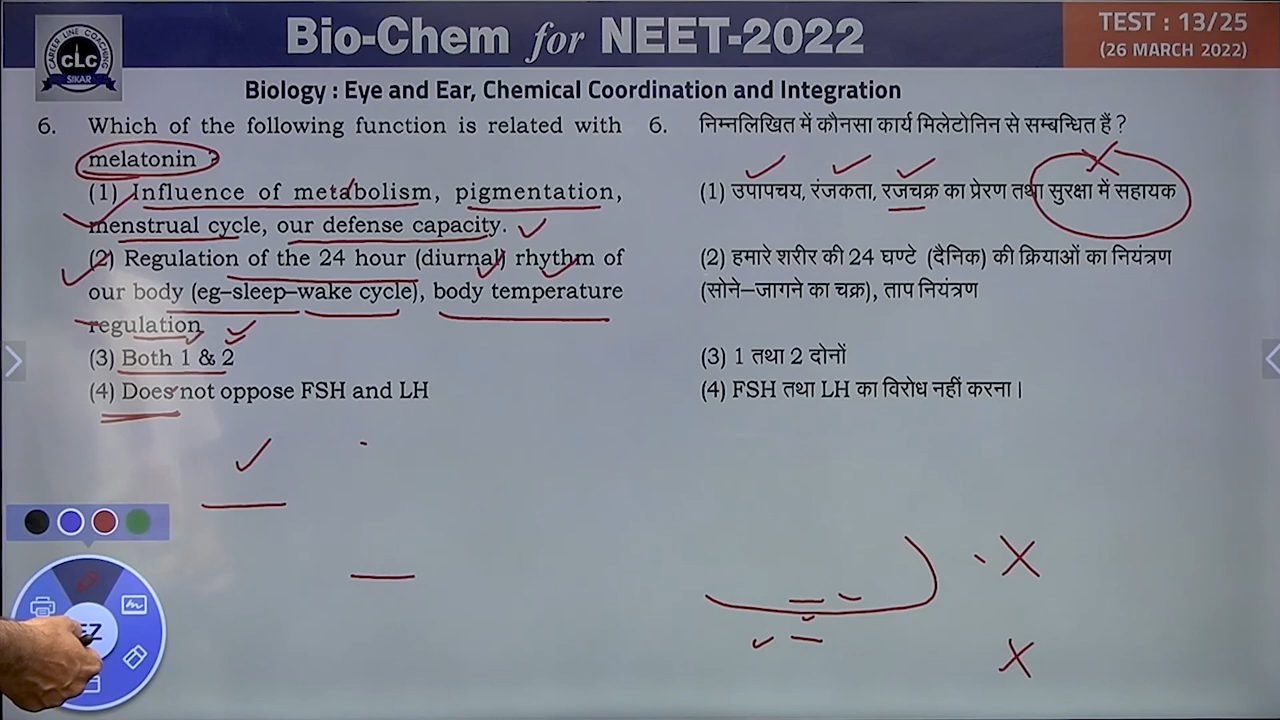 Bio-Chem for NEET-2022
TEST : 13/25
(26 MARCH 2022)
CAREER LINE COACHING
CLC
SIKAR
Biology : Eye and Ear, Chemical Coordination and Integration
6. Which of the following function is related with
melatonin ?
(1) Influence of metabolism, pigmentation,
menstrual cycle, our defense capacity.
(2) Regulation of the 24 hour (diurnal) rhythm of
our body (eg–sleep–wake cycle), body temperature
regulation
(3) Both 1 & 2
(4) Does not oppose FSH and LH
6. निम्नलिखित में कौनसा कार्य मिलेटोनिन से सम्बन्धित हैं ?
(1) उपापचय, रंजकता, रजचक्र का प्रेरण तथा सुरक्षा में सहायक
(2) हमारे शरीर की 24 घण्टे (दैनिक) की क्रियाओं का नियंत्रण
(सोने–जागने का चक्र), ताप नियंत्रण
(3) 1 तथा 2 दोनों
(4) FSH तथा LH का विरोध नहीं करना।